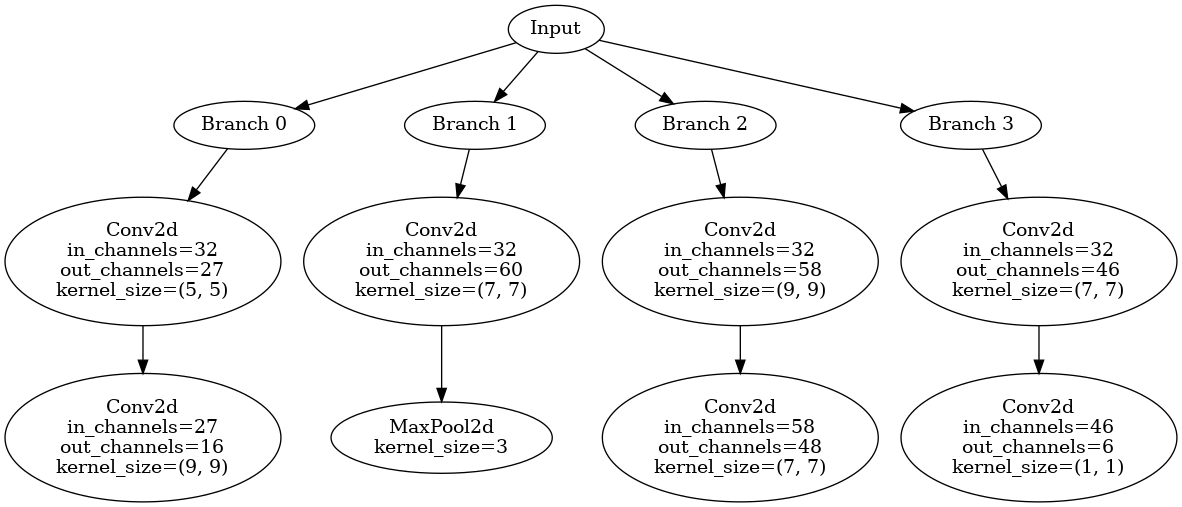 Input
Branch 0
Branch 1
Branch 2
Branch 3
Conv2d
in_channels=32
out_channels=27
kernel_size=(5, 5)
Conv2d
in_channels=32
out_channels=60
kernel_size=(7, 7)
Conv2d
in_channels=32
out_channels=58
kernel_size=(9, 9)
Conv2d
in_channels=32
out_channels=46
kernel_size=(7, 7)
Conv2d
in_channels=27
out_channels=16
kernel_size=(9, 9)
MaxPool2d
kernel_size=3
Conv2d
in_channels=58
out_channels=48
kernel_size=(7, 7)
Conv2d
in_channels=46
out_channels=6
kernel_size=(1, 1)